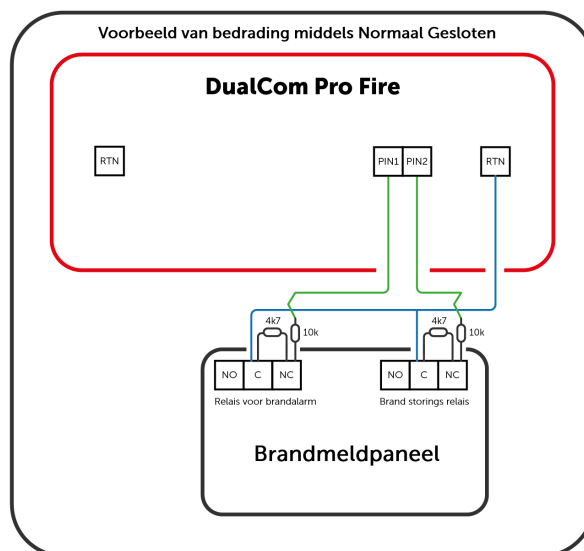 Voorbeeld van bedrading middels Normaal Gesloten
DualCom Pro Fire
RTN
PIN1 PIN2
RTN
4k7
10k
4k7
10k
NO C NC
NO C NC
Relais voor brandalarm
Brand storings relais
Brandmeldpaneel